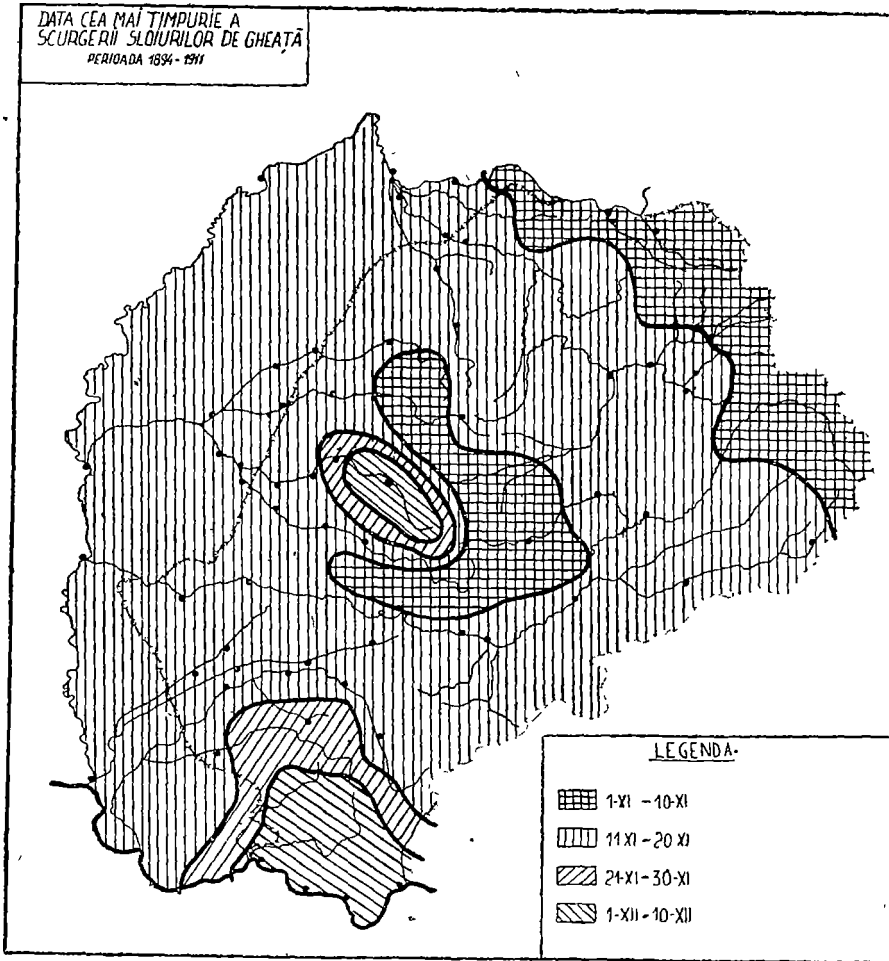 DATA CEA MAI TIMPURIE A
SCURGERII SLOIURILOR DE GHEAȚĂ
PERIOADA 1894-1911
LEGENDA.
1-XI - 10-XI
11 XI - 20 XI
21-XI - 30-XI
1-XII - 10-XII